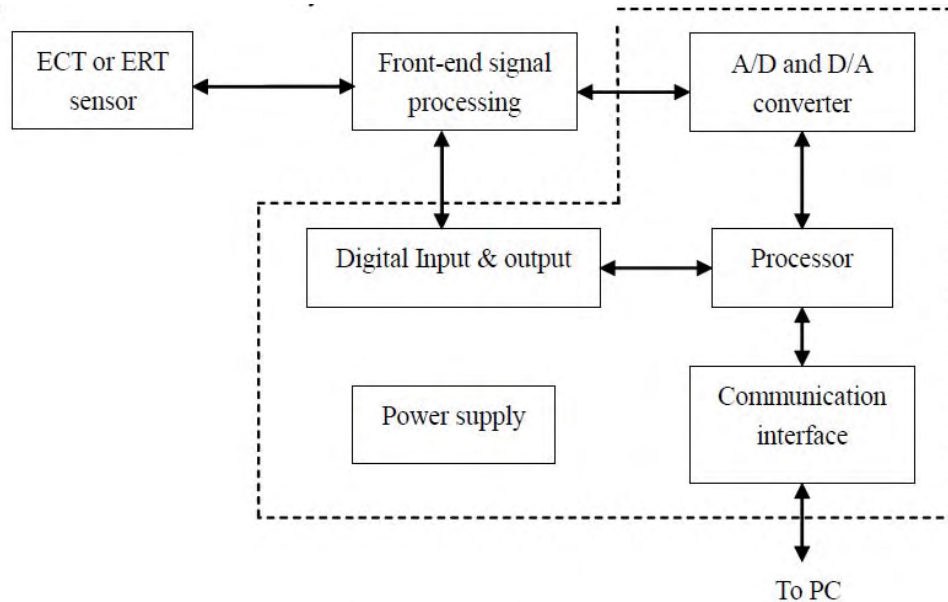 ECT or ERT
sensor
Front-end signal
processing
A/D and D/A
converter
Digital Input & output
Processor
Power supply
Communication
interface
To PC